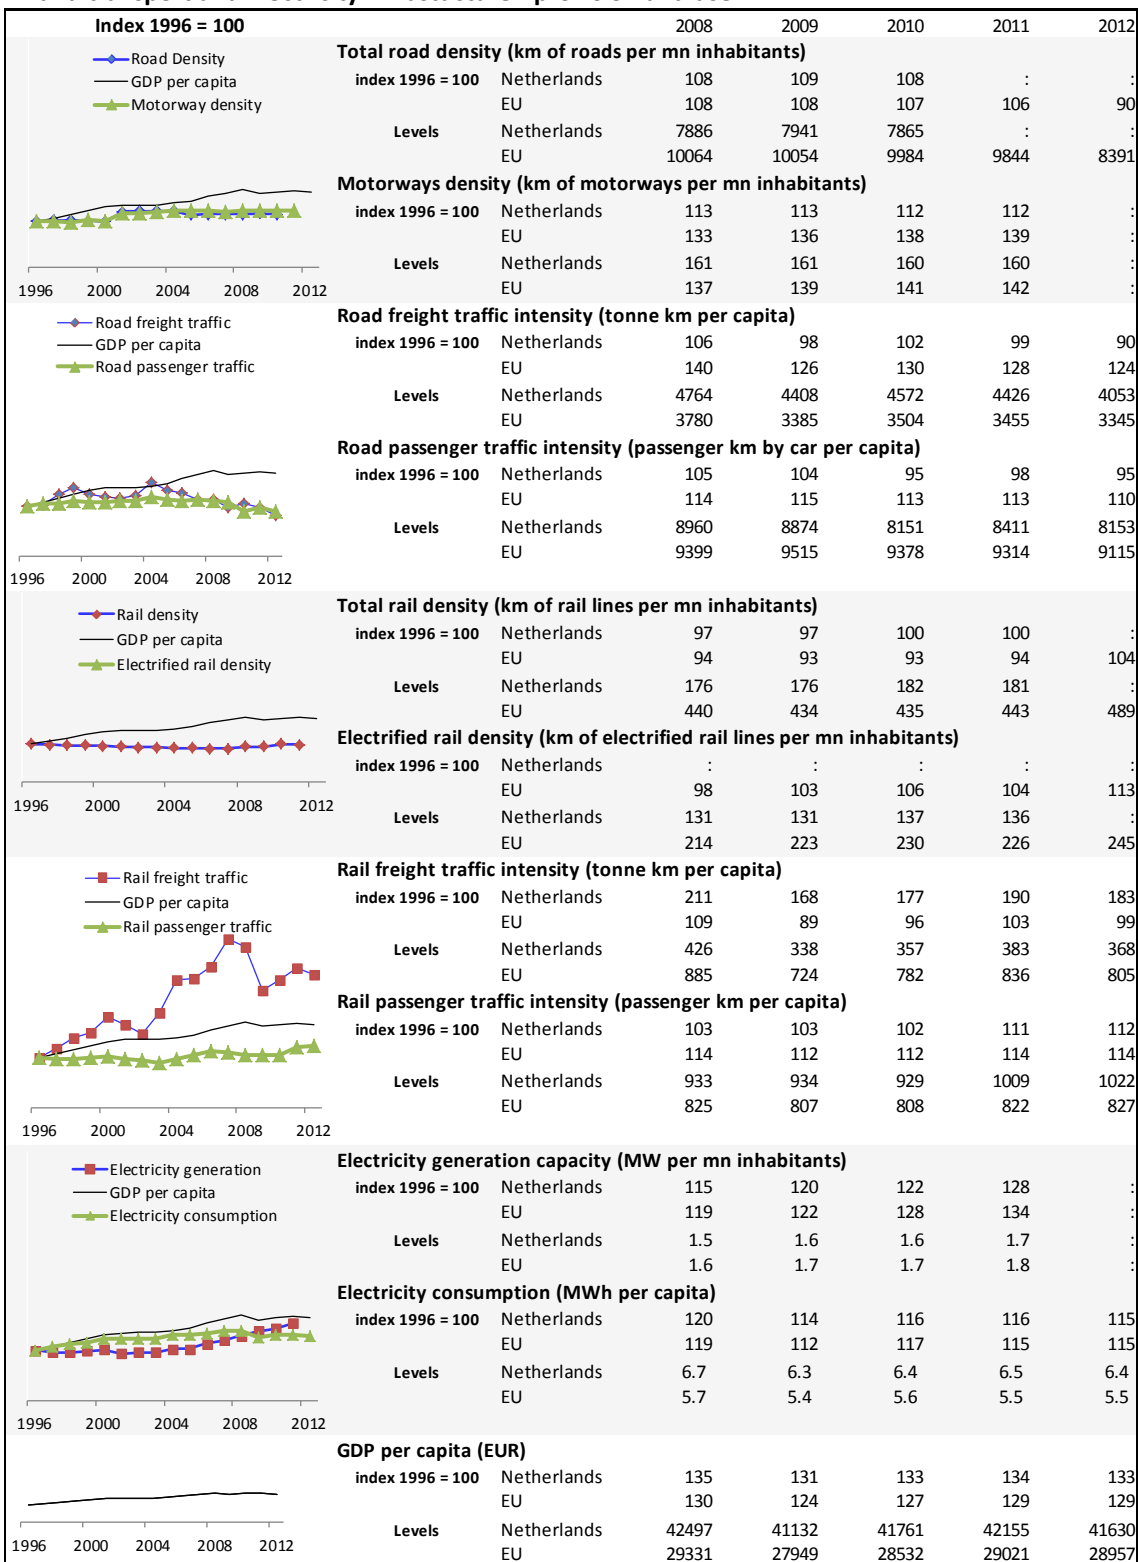 Index 1996 = 100 2008 2009 2010 2011 2012
Road Density
GDP per capita
Motorway density
1996 2000 2004 2008 2012
Total road density (km of roads per mn inhabitants)
index 1996 = 100 Netherlands 108 109 108 : :
EU 108 108 107 106 90
Levels Netherlands 7886 7941 7865 : :
EU 10064 10054 9984 9844 8391
Motorways density (km of motorways per mn inhabitants)
index 1996 = 100 Netherlands 113 113 112 112 :
EU 133 136 138 139 :
Levels Netherlands 161 161 160 160 :
EU 137 139 141 142 :
Road freight traffic
GDP per capita
Road passenger traffic
1996 2000 2004 2008 2012
Road freight traffic intensity (tonne km per capita)
index 1996 = 100 Netherlands 106 98 102 99 90
EU 140 126 130 128 124
Levels Netherlands 4764 4408 4572 4426 4053
EU 3780 3385 3504 3455 3345
Road passenger traffic intensity (passenger km by car per capita)
index 1996 = 100 Netherlands 105 104 95 98 95
EU 114 115 113 113 110
Levels Netherlands 8960 8874 8151 8411 8153
EU 9399 9515 9378 9314 9115
Rail density
GDP per capita
Electrified rail density
1996 2000 2004 2008 2012
Total rail density (km of rail lines per mn inhabitants)
index 1996 = 100 Netherlands 97 97 100 100 :
EU 94 93 93 94 104
Levels Netherlands 176 176 182 181 :
EU 440 434 435 443 489
Electrified rail density (km of electrified rail lines per mn inhabitants)
index 1996 = 100 Netherlands : : : : :
EU 98 103 106 104 113
Levels Netherlands 131 131 137 136 :
EU 214 223 230 226 245
Rail freight traffic
GDP per capita
Rail passenger traffic
1996 2000 2004 2008 2012
Rail freight traffic intensity (tonne km per capita)
index 1996 = 100 Netherlands 211 168 177 190 183
EU 109 89 96 103 99
Levels Netherlands 426 338 357 383 368
EU 885 724 782 836 805
Rail passenger traffic intensity (passenger km per capita)
index 1996 = 100 Netherlands 103 103 102 111 112
EU 114 112 112 114 114
Levels Netherlands 933 934 929 1009 1022
EU 825 807 808 822 827
Electricity generation
GDP per capita
Electricity consumption
1996 2000 2004 2008 2012
Electricity generation capacity (MW per mn inhabitants)
index 1996 = 100 Netherlands 115 120 122 128 :
EU 119 122 128 134 :
Levels Netherlands 1.5 1.6 1.6 1.7 :
EU 1.6 1.7 1.7 1.8 :
Electricity consumption (MWh per capita)
index 1996 = 100 Netherlands 120 114 116 116 115
EU 119 112 117 115 115
Levels Netherlands 6.7 6.3 6.4 6.5 6.4
EU 5.7 5.4 5.6 5.5 5.5
1996 2000 2004 2008 2012
GDP per capita (EUR)
index 1996 = 100 Netherlands 135 131 133 134 133
EU 130 124 127 129 129
Levels Netherlands 42497 41132 41761 42155 41630
EU 29331 27949 28532 29021 28957